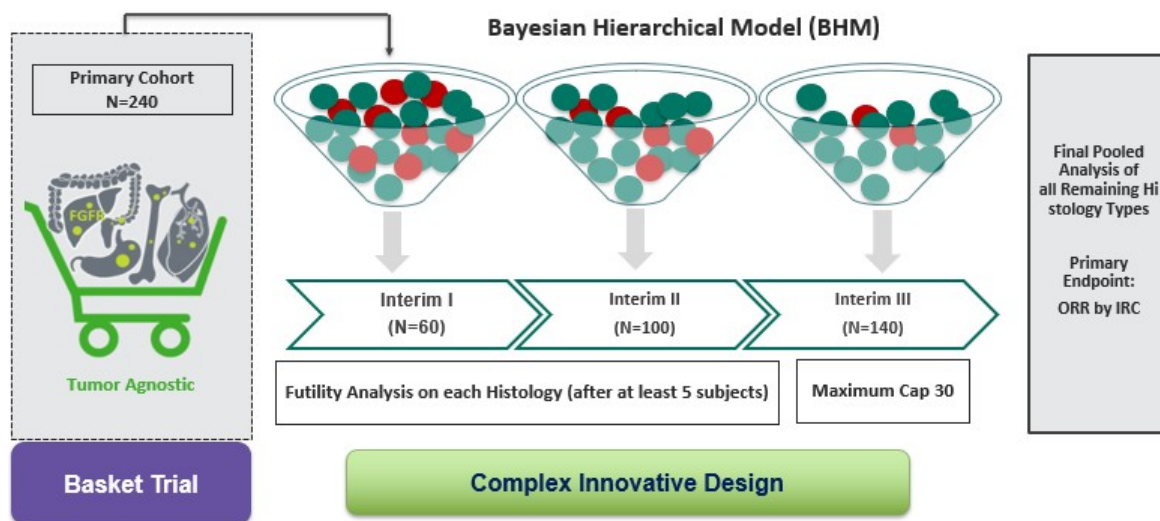 Bayesian Hierarchical Model (BHM)
Primary Cohort
N=240
FGFR
Tumor Agnostic
Basket Trial
Interim I
(N=60)
Interim II
(N=100)
Interim III
(N=140)
Futility Analysis on each Histology (after at least 5 subjects)
Maximum Cap 30
Complex Innovative Design
Final Pooled
Analysis of
all Remaining Hi
stology Types
Primary
Endpoint:
ORR by IRC